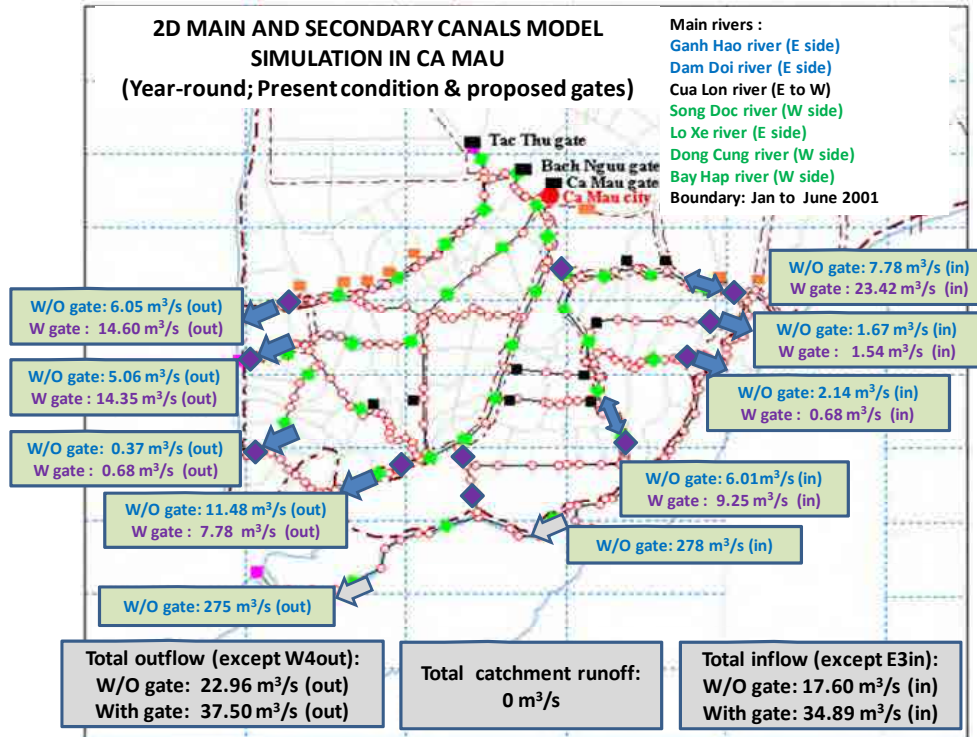 2D MAIN AND SECONDARY CANALS MODEL
SIMULATION IN CA MAU
(Year-round; Present condition & proposed gates)
Main rivers :
Ganh Hao river (E side)
Dam Doi river (E side)
Cua Lon river (E to W)
Song Doc river (W side)
Lo Xe river (E side)
Dong Cung river (W side)
Bay Hap river (W side)
Boundary: Jan to June 2001
Tac Thu gate
Bach Nguu gate
Ca Mau gate
Ca Mau city
W/O gate: 7.78 m³/s (in)
W gate : 23.42 m³/s (in)
W/O gate: 6.05 m³/s (out)
W gate : 14.60 m³/s (out)
W/O gate: 1.67 m³/s (in)
W gate : 1.54 m³/s (in)
W/O gate: 5.06 m³/s (out)
W gate : 14.35 m³/s (out)
W/O gate: 2.14 m³/s (in)
W gate : 0.68 m³/s (in)
W/O gate: 0.37 m³/s (out)
W gate : 0.68 m³/s (out)
W/O gate: 6.01m³/s (in)
W gate : 9.25 m³/s (in)
W/O gate: 11.48 m³/s (out)
W gate : 7.78 m³/s (out)
W/O gate: 278 m³/s (in)
W/O gate: 275 m³/s (out)
Total outflow (except W4out):
W/O gate: 22.96 m³/s (out)
With gate: 37.50 m³/s (out)
Total catchment runoff:
0 m³/s
Total inflow (except E3in):
W/O gate: 17.60 m³/s (in)
With gate: 34.89 m³/s (in)